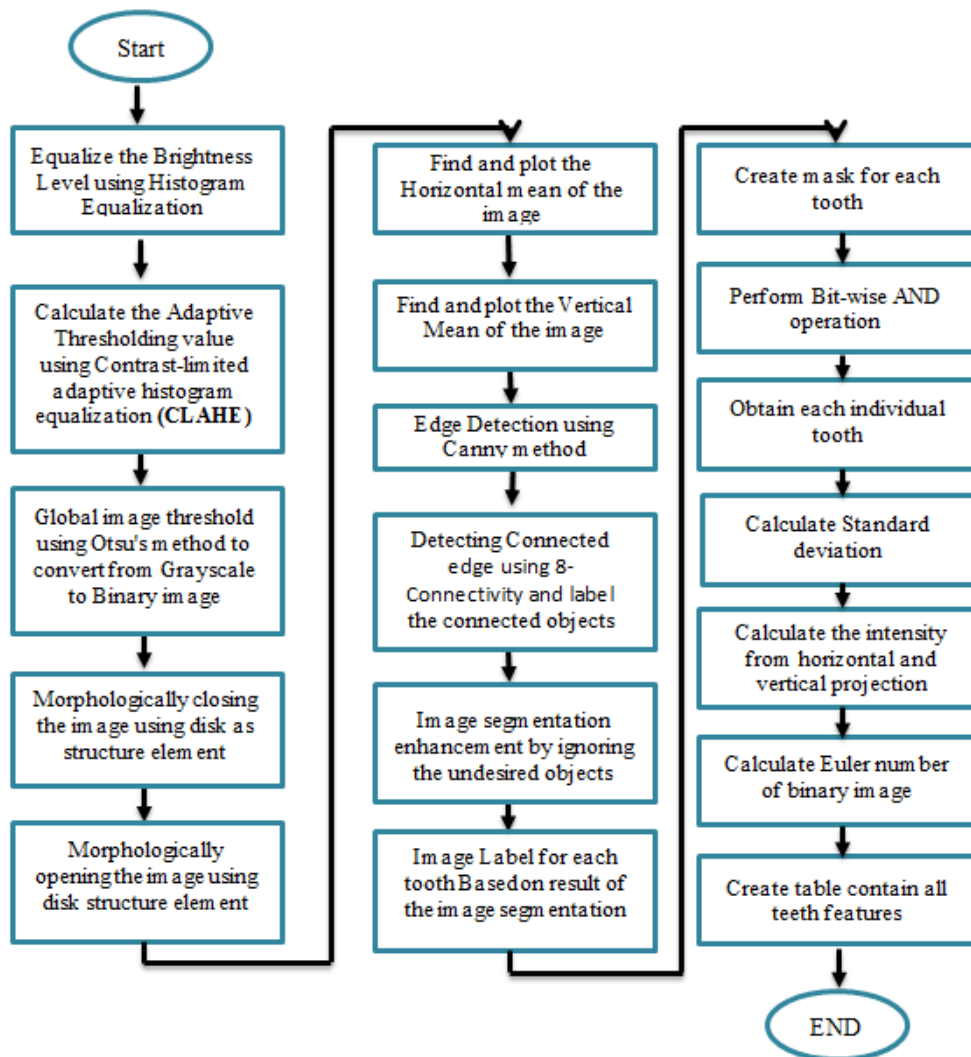 Start
Equalize the Brightness
Level using Histogram
Equalization
Calculate the Adaptive
Thresholding value
using Contrast-limited
adaptive histogram
equalization (CLAHE)
Global image threshold
using Otsu's method to
convert from Grayscale
to Binary image
Morphologically closing
the image using disk as
structure element
Morphologically
opening the image using
disk structure element
Find and plot the
Horizontal mean of the
image
Find and plot the Vertical
Mean of the image
Edge Detection using
Canny method
Detecting Connected
edge using 8-
Connectivity and label
the connected objects
Image segmentation
enhancement by ignoring
the undesired objects
Image Label for each
tooth Based on result of
the image segmentation
Create mask for each
tooth
Perform Bit-wise AND
operation
Obtain each individual
tooth
Calculate Standard
deviation
Calculate the intensity
from horizontal and
vertical projection
Calculate Euler number
of binary image
Create table contain all
teeth features
END